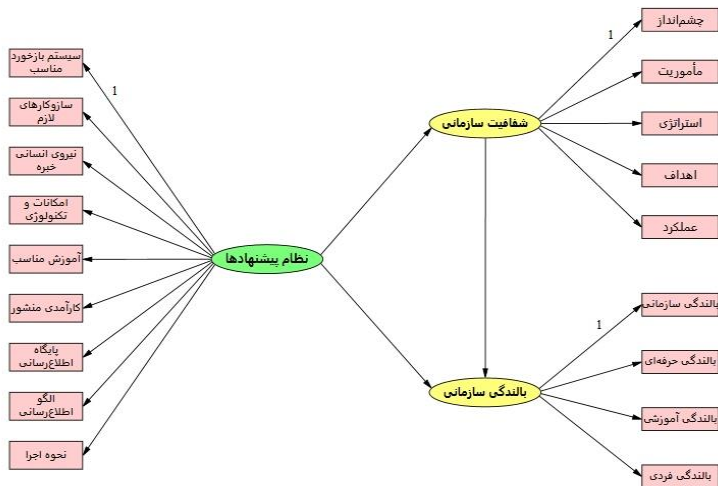 چشم‌انداز
1
مأموریت
استراتژی
اهداف
عملکرد
شفافیت سازمانی
سیستم بازخورد
مناسب
1
سازوکارهای
لازم
نیروی انسانی
خبره
امکانات و
تکنولوژی
آموزش مناسب
کارآمدی منشور
پایگاه
اطلاع‌رسانی
الگو
اطلاع‌رسانی
نحوه اجرا
نظام پیشنهادها
بالندگی سازمانی
1
بالندگی سازمانی
بالندگی حرفه‌ای
بالندگی آموزشی
بالندگی فردی